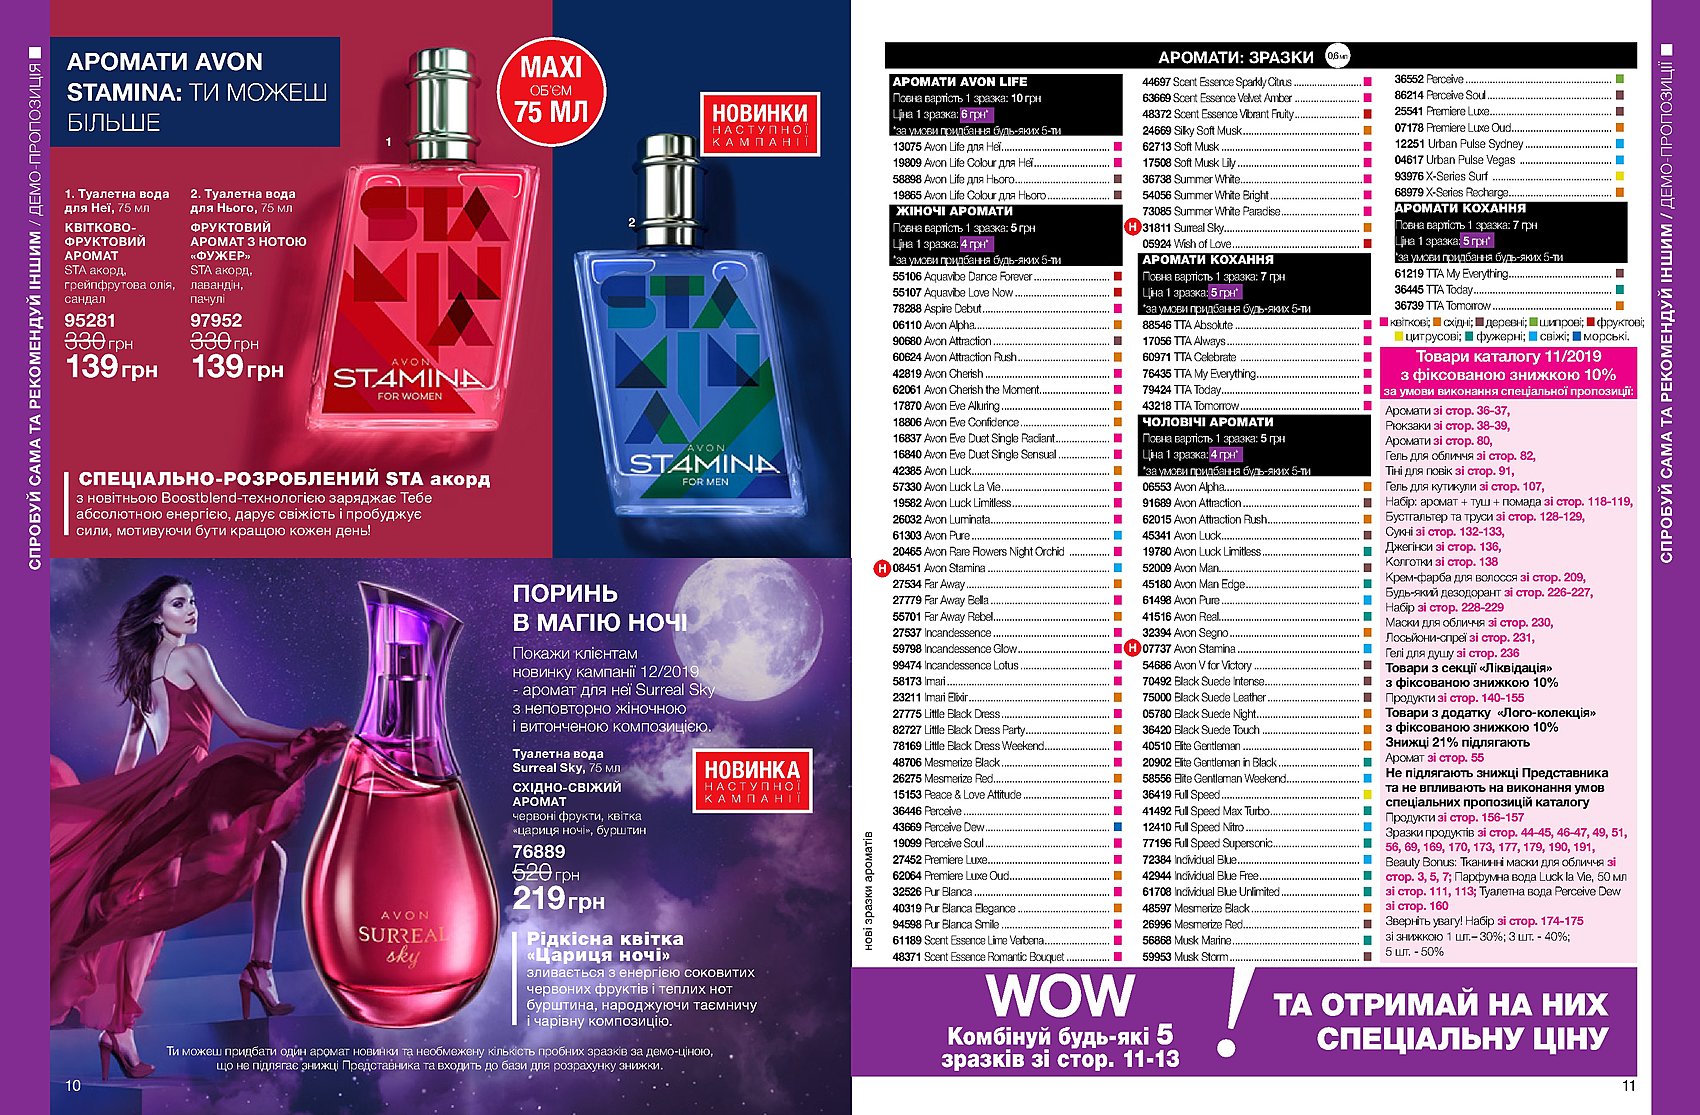 СПРОБУЙ САМА ТА РЕКОМЕНДУЙ ІНШИМ / ДЕМО-ПРОПОЗИЦІЯ
АРОМАТИ AVON
STAMINA: ТИ МОЖЕШ
БІЛЬШЕ
MAXI
ОБ'ЄМ
75 МЛ
НОВИНКИ
НАСТУПНОЇ
КАМПАНІЇ
1
2
1. Туалетна вода
для Неї, 75 мл
КВІТКОВО-
ФРУКТОВИЙ
АРОМАТ
STA акорд,
грейпфрутова олія,
сандал
95281
330 грн
139 грн
2. Туалетна вода
для Нього, 75 мл
ФРУКТОВИЙ
АРОМАТ З НОТОЮ
«ФУЖЕР»
STA акорд,
лавандін,
пачулі
97952
330 грн
139 грн
STAMINA
AVON
STAMINA
FOR WOMEN
STAMINA
AVON
STAMINA
FOR MEN
СПЕЦІАЛЬНО-РОЗРОБЛЕНИЙ STA акорд
з новітньою Boostblend-технологією заряджає Тебе
абсолютною енергією, дарує свіжість і пробуджує
сили, мотивуючи бути кращою кожен день!
ПОРИНЬ
В МАГІЮ НОЧІ
Покажи клієнтам
новинку кампанії 12/2019
- аромат для неї Surreal Sky
з неповторно жіночною
і витонченою композицією.
Туалетна вода
Surreal Sky, 75 мл
СХІДНО-СВІЖИЙ
АРОМАТ
червоні фрукти, квітка
«цариця ночі», бурштин
76889
520 грн
219 грн
НОВИНКА
НАСТУПНОЇ
КАМПАНІЇ
AVON
SURREAL
sky
Рідкісна квітка
«Цариця ночі»
зливається з енергією соковитих
червоних фруктів і теплих нот
бурштина, народжуючи таємничу
і чарівну композицію.
Ти можеш придбати один аромат новинки та необмежену кількість пробних зразків за демо-ціною,
що не підлягає знижці Представника та входить до бази для розрахунку знижки.
10
АРОМАТИ: ЗРАЗКИ 0,6 мл
АРОМАТИ AVON LIFE
Повна вартість 1 зразка: 10 грн
Ціна 1 зразка: 6 грн*
*за умови придбання будь-яких 5-ти
13075 Avon Life для Неї
19809 Avon Life Colour для Неї
58898 Avon Life для Нього
19865 Avon Life Colour для Нього
ЖІНОЧІ АРОМАТИ
Повна вартість 1 зразка: 5 грн
Ціна 1 зразка: 4 грн*
*за умови придбання будь-яких 5-ти
55106 Aquavibe Dance Forever
55107 Aquavibe Love Now
78288 Aspire Debut
06110 Avon Alpha
90680 Avon Attraction
60624 Avon Attraction Rush
42819 Avon Cherish
62061 Avon Cherish the Moment
17870 Avon Eve Alluring
18806 Avon Eve Confidence
16837 Avon Eve Duet Single Radiant
16840 Avon Eve Duet Single Sensual
42385 Avon Luck
57330 Avon Luck La Vie
19582 Avon Luck Limitless
26032 Avon Luminata
61303 Avon Pure
20465 Avon Rare Flowers Night Orchid
Н 08451 Avon Stamina
27534 Far Away
27779 Far Away Bella
55701 Far Away Rebel
27537 Incandessence
59798 Incandessence Glow
99474 Incandessence Lotus
58173 Imari
23211 Imari Elixir
27775 Little Black Dress
82727 Little Black Dress Party
78169 Little Black Dress Weekend
48706 Mesmerize Black
26275 Mesmerize Red
15153 Peace & Love Attitude
36446 Perceive
43669 Perceive Dew
19099 Perceive Soul
27452 Premiere Luxe
62064 Premiere Luxe Oud
32526 Pur Blanca
40319 Pur Blanca Elegance
94598 Pur Blanca Smile
61189 Scent Essence Lime Verbena
48371 Scent Essence Romantic Bouquet
нові зразки ароматів
44697 Scent Essence Sparkly Citrus
63669 Scent Essence Velvet Amber
48372 Scent Essence Vibrant Fruity
24669 Silky Soft Musk
62713 Soft Musk
17508 Soft Musk Lily
36738 Summer White
54056 Summer White Bright
73085 Summer White Paradise
Н 31811 Surreal Sky
05924 Wish of Love
АРОМАТИ КОХАННЯ
Повна вартість 1 зразка: 7 грн
Ціна 1 зразка: 5 грн*
*за умови придбання будь-яких 5-ти
88546 TTA Absolute
17056 TTA Always
60971 TTA Celebrate
76435 TTA My Everything
79424 TTA Today
43218 TTA Tomorrow
ЧОЛОВІЧІ АРОМАТИ
Повна вартість 1 зразка: 5 грн
Ціна 1 зразка: 4 грн*
*за умови придбання будь-яких 5-ти
06553 Avon Alpha
91689 Avon Attraction
62015 Avon Attraction Rush
45341 Avon Luck
19780 Avon Luck Limitless
52009 Avon Man
45180 Avon Man Edge
61498 Avon Pure
41516 Avon Real
32394 Avon Segno
Н 07737 Avon Stamina
54686 Avon V for Victory
70492 Black Suede Intense
75000 Black Suede Leather
05780 Black Suede Night
36420 Black Suede Touch
40510 Elite Gentleman
20902 Elite Gentleman in Black
58556 Elite Gentleman Weekend
36419 Full Speed
41492 Full Speed Max Turbo
12410 Full Speed Nitro
77196 Full Speed Supersonic
72384 Individual Blue
42944 Individual Blue Free
61708 Individual Blue Unlimited
48597 Mesmerize Black
26996 Mesmerize Red
56868 Musk Marine
59953 Musk Storm
36552 Perceive
86214 Perceive Soul
25541 Premiere Luxe
07178 Premiere Luxe Oud
12251 Urban Pulse Sydney
04617 Urban Pulse Vegas
93976 X-Series Surf
68979 X-Series Recharge
АРОМАТИ КОХАННЯ
Повна вартість 1 зразка: 7 грн
Ціна 1 зразка: 5 грн*
*за умови придбання будь-яких 5-ти
61219 TTA My Everything
36445 TTA Today
36739 TTA Tomorrow
квіткові; східні; деревні; шипрові; фруктові;
цитрусові; фужерні; свіжі; морські.
Товари каталогу 11/2019
з фіксованою знижкою 10%
за умови виконання спеціальної пропозиції:
Аромати зі стор. 36-37,
Рюкзаки зі стор. 38-39,
Аромати зі стор. 80,
Гель для обличчя зі стор. 82,
Тіні для повік зі стор. 91,
Гель для кутикули зі стор. 107,
Набір: аромат + туш + помада зі стор. 118-119,
Бустгальтер та труси зі стор. 128-129,
Сукні зі стор. 132-133,
Джегінси зі стор. 136,
Колготки зі стор. 138
Крем-фарба для волосся зі стор. 209,
Будь-який дезодорант зі стор. 226-227,
Набір зі стор. 228-229
Маски для обличчя зі стор. 230,
Лосьйони-спреї зі стор. 231,
Гелі для душу зі стор. 236
Товари з секції «Ліквідація»
з фіксованою знижкою 10%
Продукти зі стор. 140-155
Товари з додатку «Лого-колекція»
з фіксованою знижкою 10%
Знижці 21% підлягають
Аромат зі стор. 55
Не підлягають знижці Представника
та не впливають на виконання умов
спеціальних пропозицій каталогу
Продукти зі стор. 156-157
Зразки продуктів зі стор. 44-45, 46-47, 49, 51,
56, 69, 169, 170, 173, 177, 179, 190, 191,
Beauty Bonus: Тканинні маски для обличчя зі
стор. 3, 5, 7; Парфумна вода Luck la Vie, 50 мл
зі стор. 111, 113; Туалетна вода Perceive Dew
зі стор. 160
Зверніть увагу! Набір зі стор. 174-175
зі знижкою 1 шт.– 30%; 3 шт. - 40%;
5 шт. - 50%
WOW
Комбінуй будь-які 5
зразків зі стор. 11-13
!
ТА ОТРИМАЙ НА НИХ
СПЕЦІАЛЬНУ ЦІНУ
11
СПРОБУЙ САМА ТА РЕКОМЕНДУЙ ІНШИМ / ДЕМО-ПРОПОЗИЦІЇ